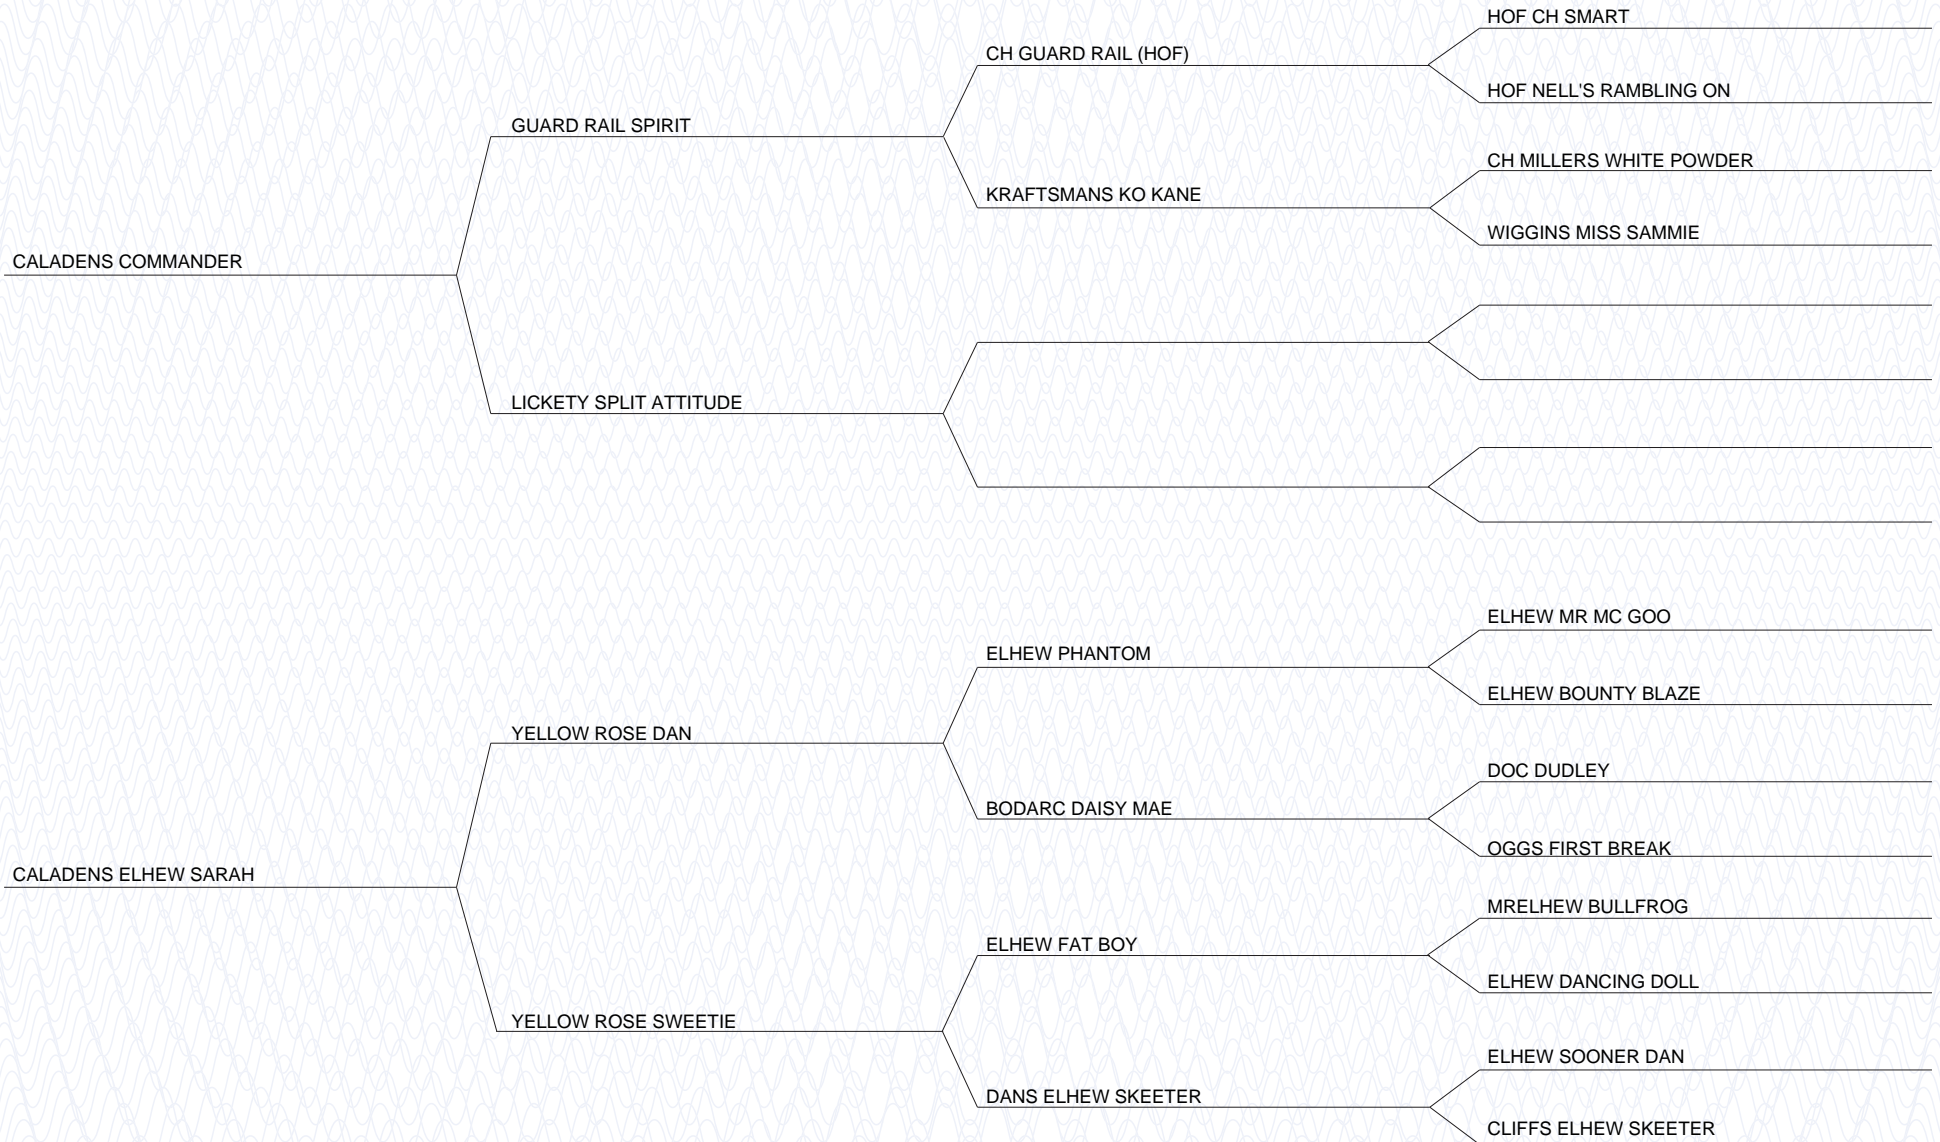 HOF CH SMART
CH GUARD RAIL (HOF)
HOF NELL'S RAMBLING ON
GUARD RAIL SPIRIT
CH MILLERS WHITE POWDER
KRAFTSMANS KO KANE
WIGGINS MISS SAMMIE
CALADENS COMMANDER
LICKETY SPLIT ATTITUDE
ELHEW MR MC GOO
ELHEW PHANTOM
ELHEW BOUNTY BLAZE
YELLOW ROSE DAN
DOC DUDLEY
BODARC DAISY MAE
OGGS FIRST BREAK
CALADENS ELHEW SARAH
MRELHEW BULLFROG
ELHEW FAT BOY
ELHEW DANCING DOLL
YELLOW ROSE SWEETIE
ELHEW SOONER DAN
DANS ELHEW SKEETER
CLIFFS ELHEW SKEETER